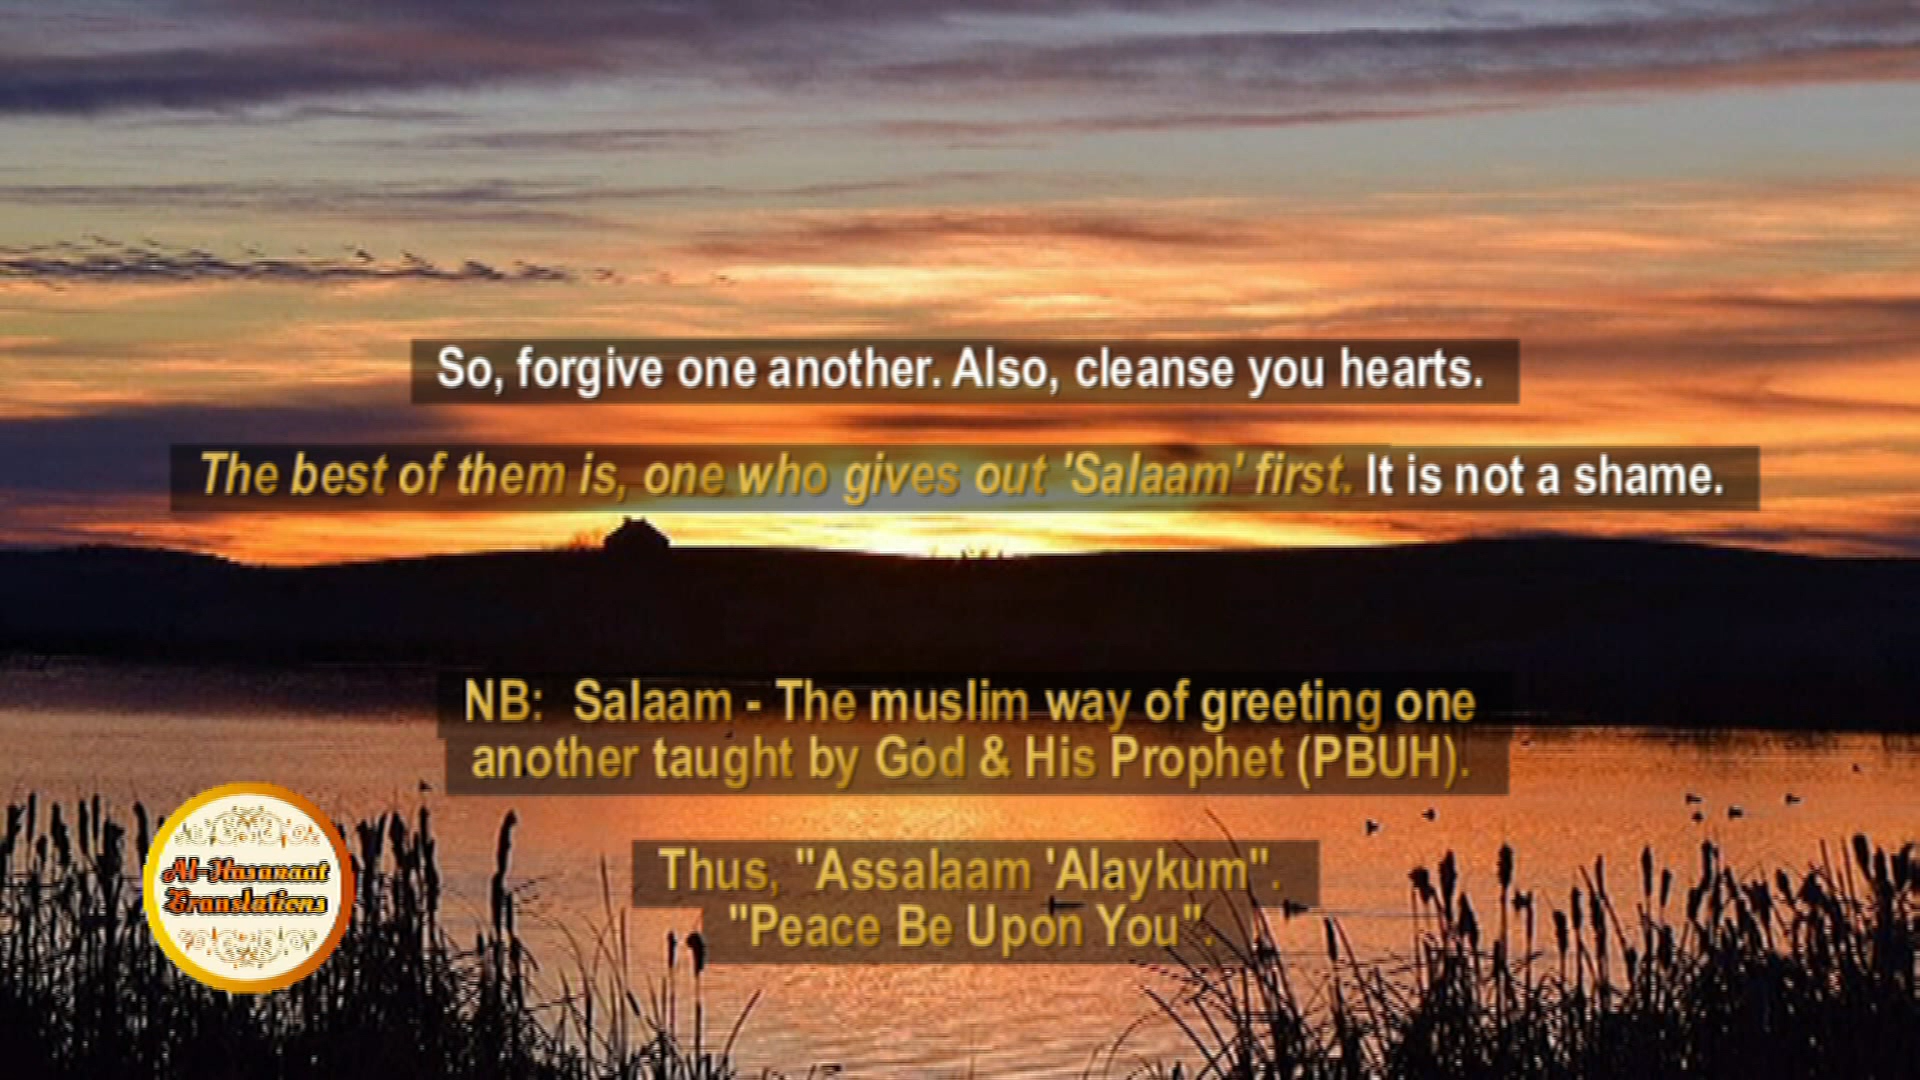 So, forgive one another. Also, cleanse you hearts.
The best of them is, one who gives out 'Salaam' first. It is not a shame.
NB: Salaam - The muslim way of greeting one
another taught by God & His Prophet (PBUH).
Thus, "Assalaam 'Alaykum".
"Peace Be Upon You".
Al-Hasanaat
Translations